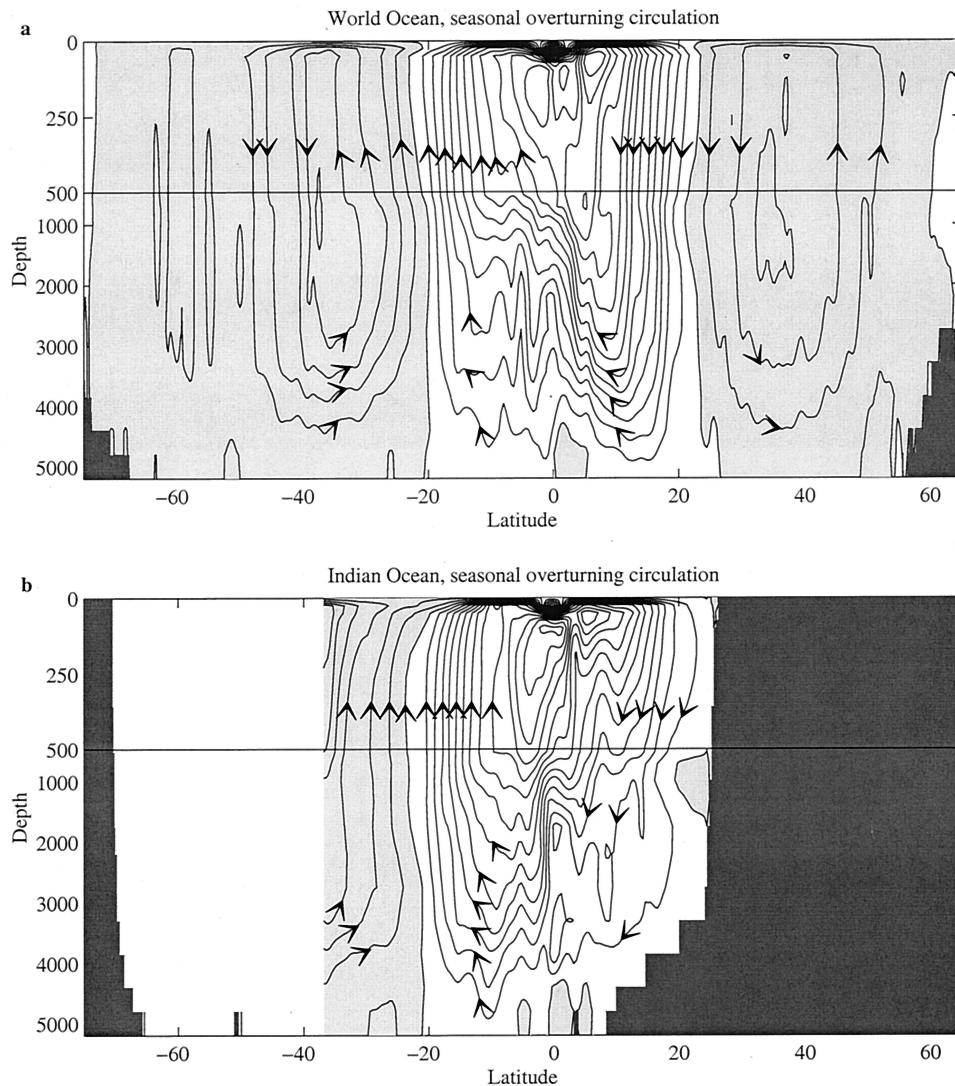 a
World Ocean, seasonal overturning circulation
0
250
500
1000
2000
3000
4000
5000
Depth
−60 −40 −20 0 20 40 60
Latitude
b
Indian Ocean, seasonal overturning circulation
0
250
500
1000
2000
3000
4000
5000
Depth
−60 −40 −20 0 20 40 60
Latitude